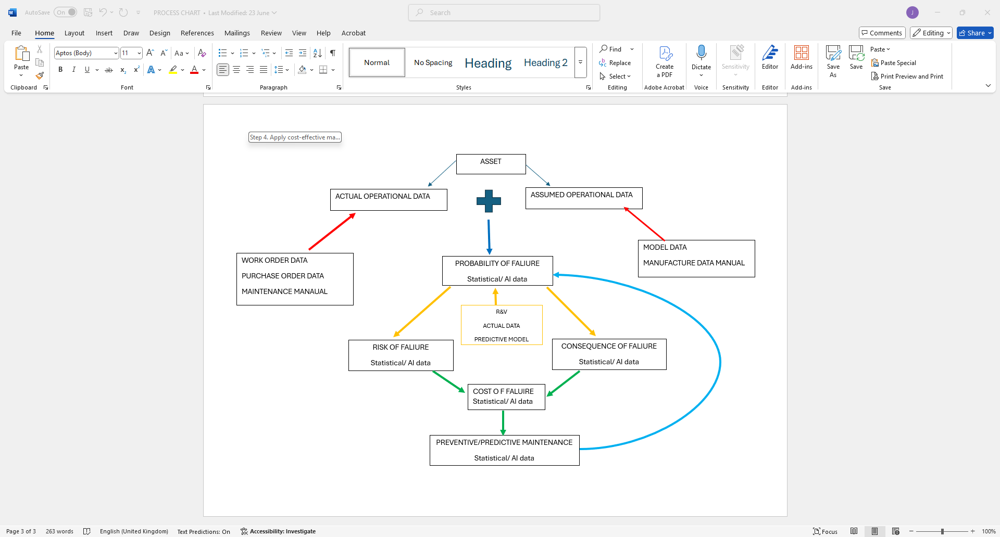 AutoSave On PROCESS CHART • Last Modified: 23 June Search J
File Home Layout Insert Draw Design References Mailings Review View Help Acrobat Comments Editing Share
Paste
Clipboard
Aptos (Body) 11 A A Aa A
B I U ab x2 x2 A A
Font
Paragraph
Normal No Spacing Heading Heading 2
Styles
Find
Replace
Select
Editing
Create
a PDF
Adobe Acrobat
Dictate
Voice
Sensitivity
Sensitivity
Editor
Editor
Add-ins
Add-ins
Save
As
Save
Paste
Paste Special
Print Preview and Print
Save
Step 4. Apply cost-effective ma...
ASSET
ACTUAL OPERATIONAL DATA
ASSUMED OPERATIONAL DATA
WORK ORDER DATA
PURCHASE ORDER DATA
MAINTENANCE MANAUAL
MODEL DATA
MANUFACTURE DATA MANUAL
PROBABILITY OF FALIURE
Statistical/ AI data
R&V
ACTUAL DATA
PREDICTIVE MODEL
RISK OF FALIURE
Statistical/ AI data
CONSEQUENCE OF FALIURE
Statistical/ AI data
COST O F FALUIRE
Statistical/ AI data
PREVENTIVE/PREDICTIVE MAINTENANCE
Statistical/ AI data
Page 3 of 3 263 words English (United Kingdom) Text Predictions: On Accessibility: Investigate Focus 100%